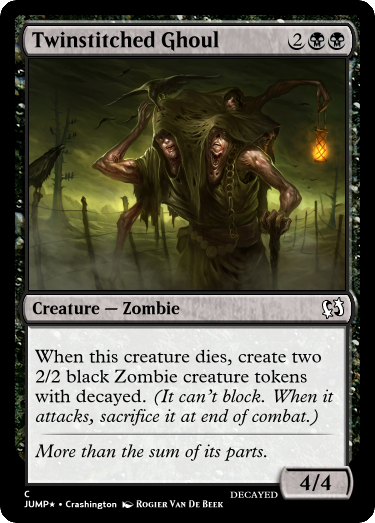 Twinstitched Ghoul 2
Creature — Zombie
When this creature dies, create two
2/2 black Zombie creature tokens
with decayed. (It can't block. When it
attacks, sacrifice it at end of combat.)
More than the sum of its parts.
4/4
C DECAYED
JUMP★ • Crashington Rogier Van De Beek